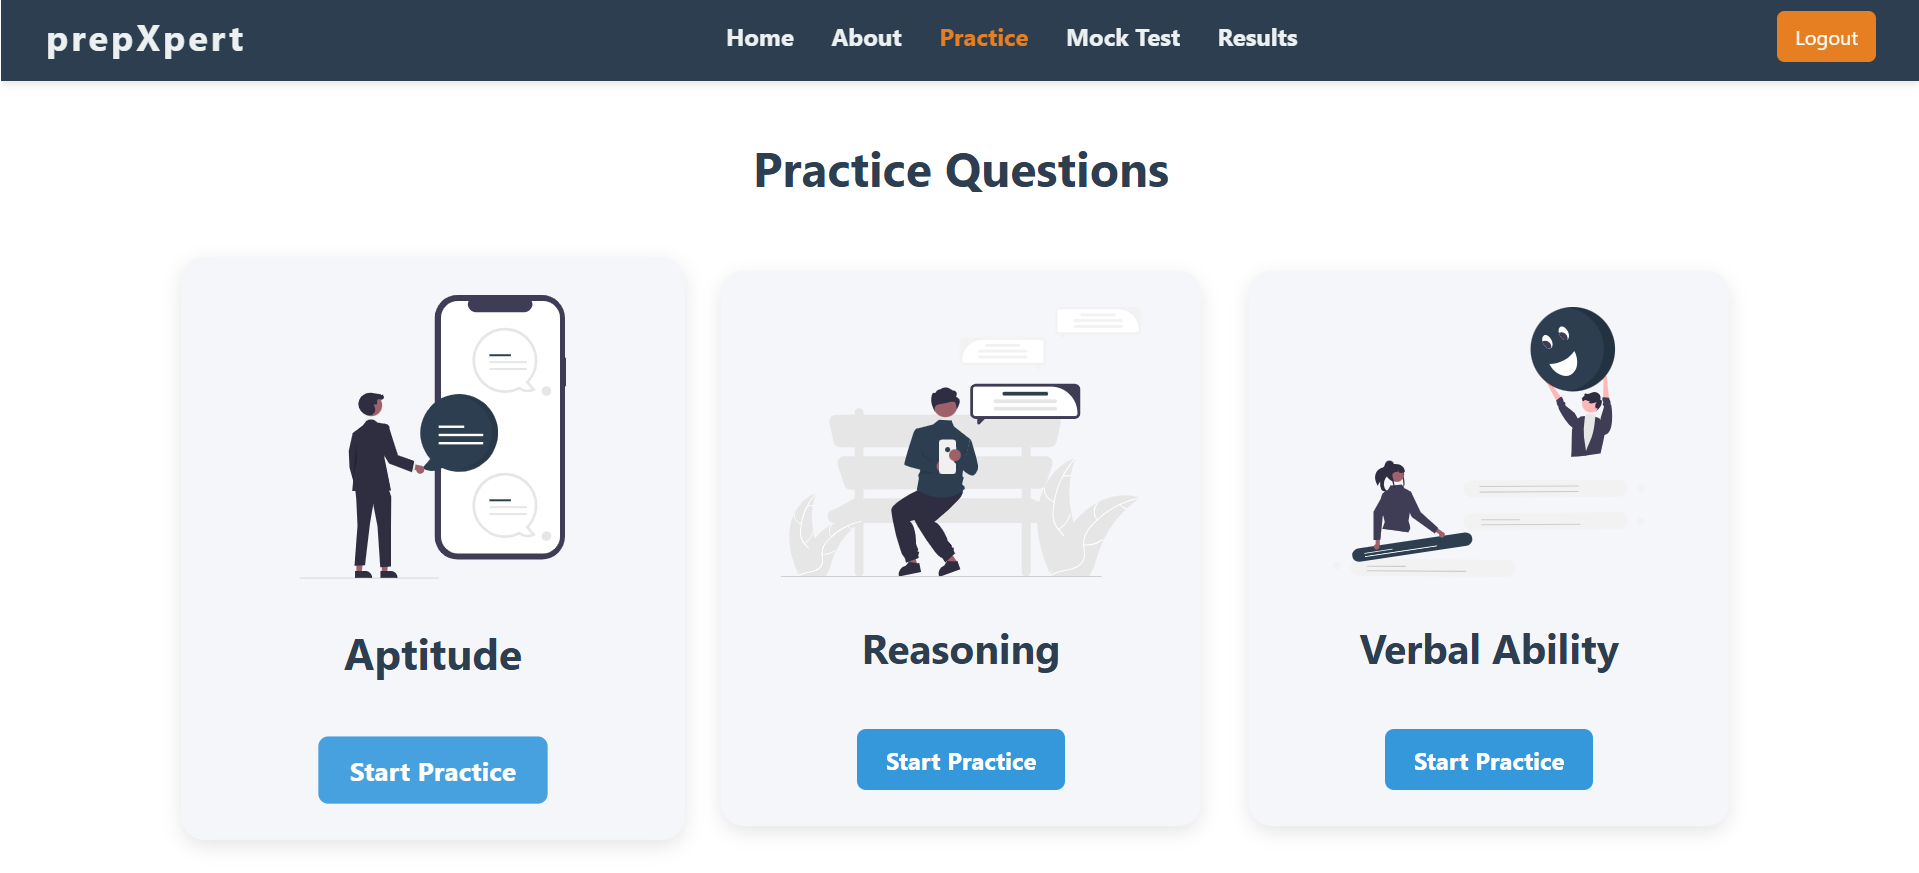 prepXpert
Home About Practice Mock Test Results
Logout
Practice Questions
Aptitude
Start Practice
Reasoning
Start Practice
Verbal Ability
Start Practice